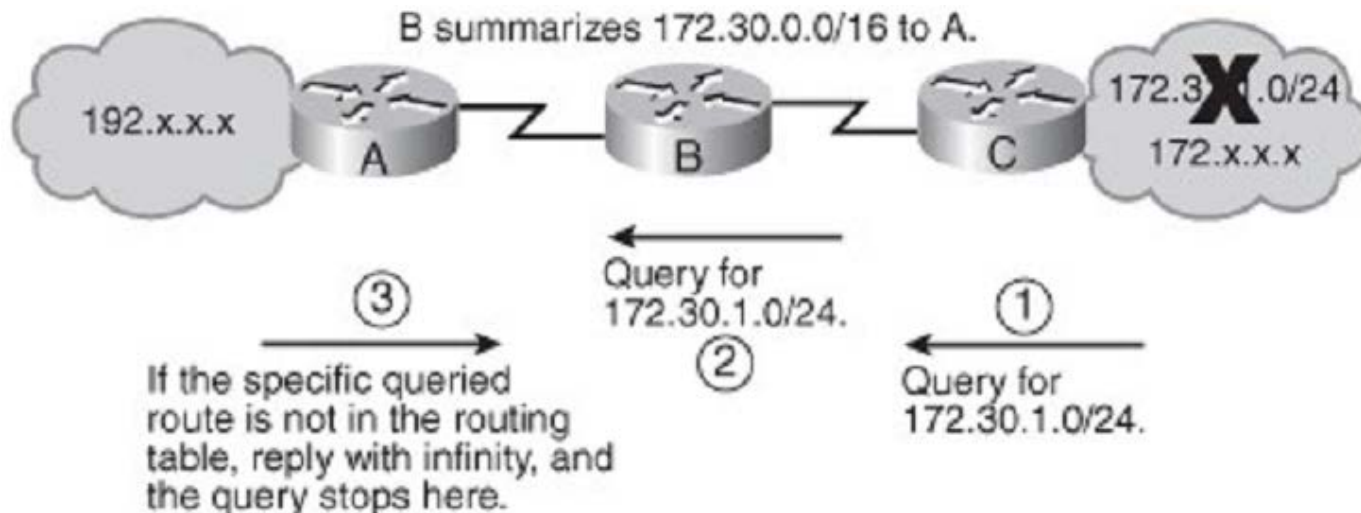 B summarizes 172.30.0.0/16 to A.
192.x.x.x
A
B
C
172.3 .0/24
172.x.x.x
Query for
172.30.1.0/24.
②
①
Query for
172.30.1.0/24.
③
If the specific queried
route is not in the routing
table, reply with infinity, and
the query stops here.